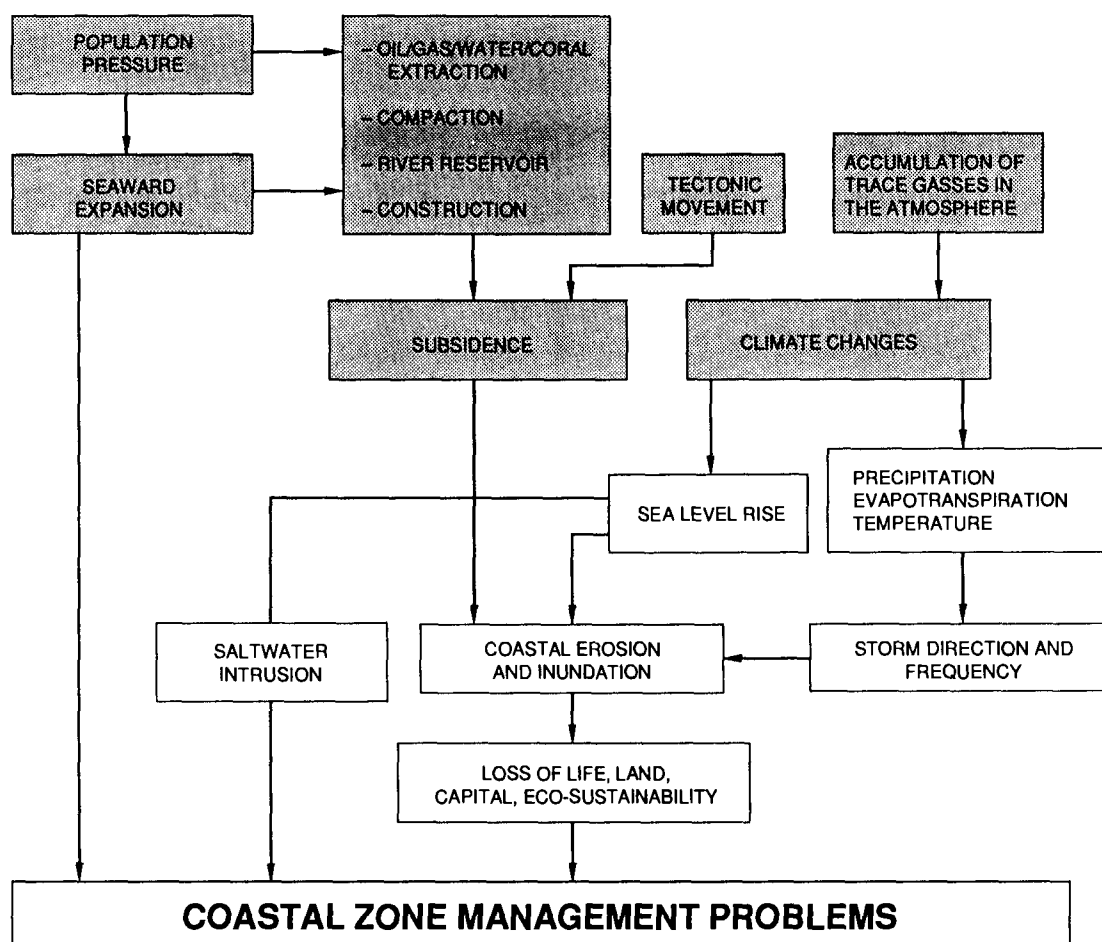 POPULATION
PRESSURE
– OIL/GAS/WATER/CORAL
EXTRACTION
– COMPACTION
– RIVER RESERVOIR
– CONSTRUCTION
SEAWARD
EXPANSION
TECTONIC
MOVEMENT
ACCUMULATION OF
TRACE GASSES IN
THE ATMOSPHERE
SUBSIDENCE
CLIMATE CHANGES
SEA LEVEL RISE
PRECIPITATION
EVAPOTRANSPIRATION
TEMPERATURE
SALTWATER
INTRUSION
COASTAL EROSION
AND INUNDATION
STORM DIRECTION AND
FREQUENCY
LOSS OF LIFE, LAND,
CAPITAL, ECO-SUSTAINABILITY
COASTAL ZONE MANAGEMENT PROBLEMS